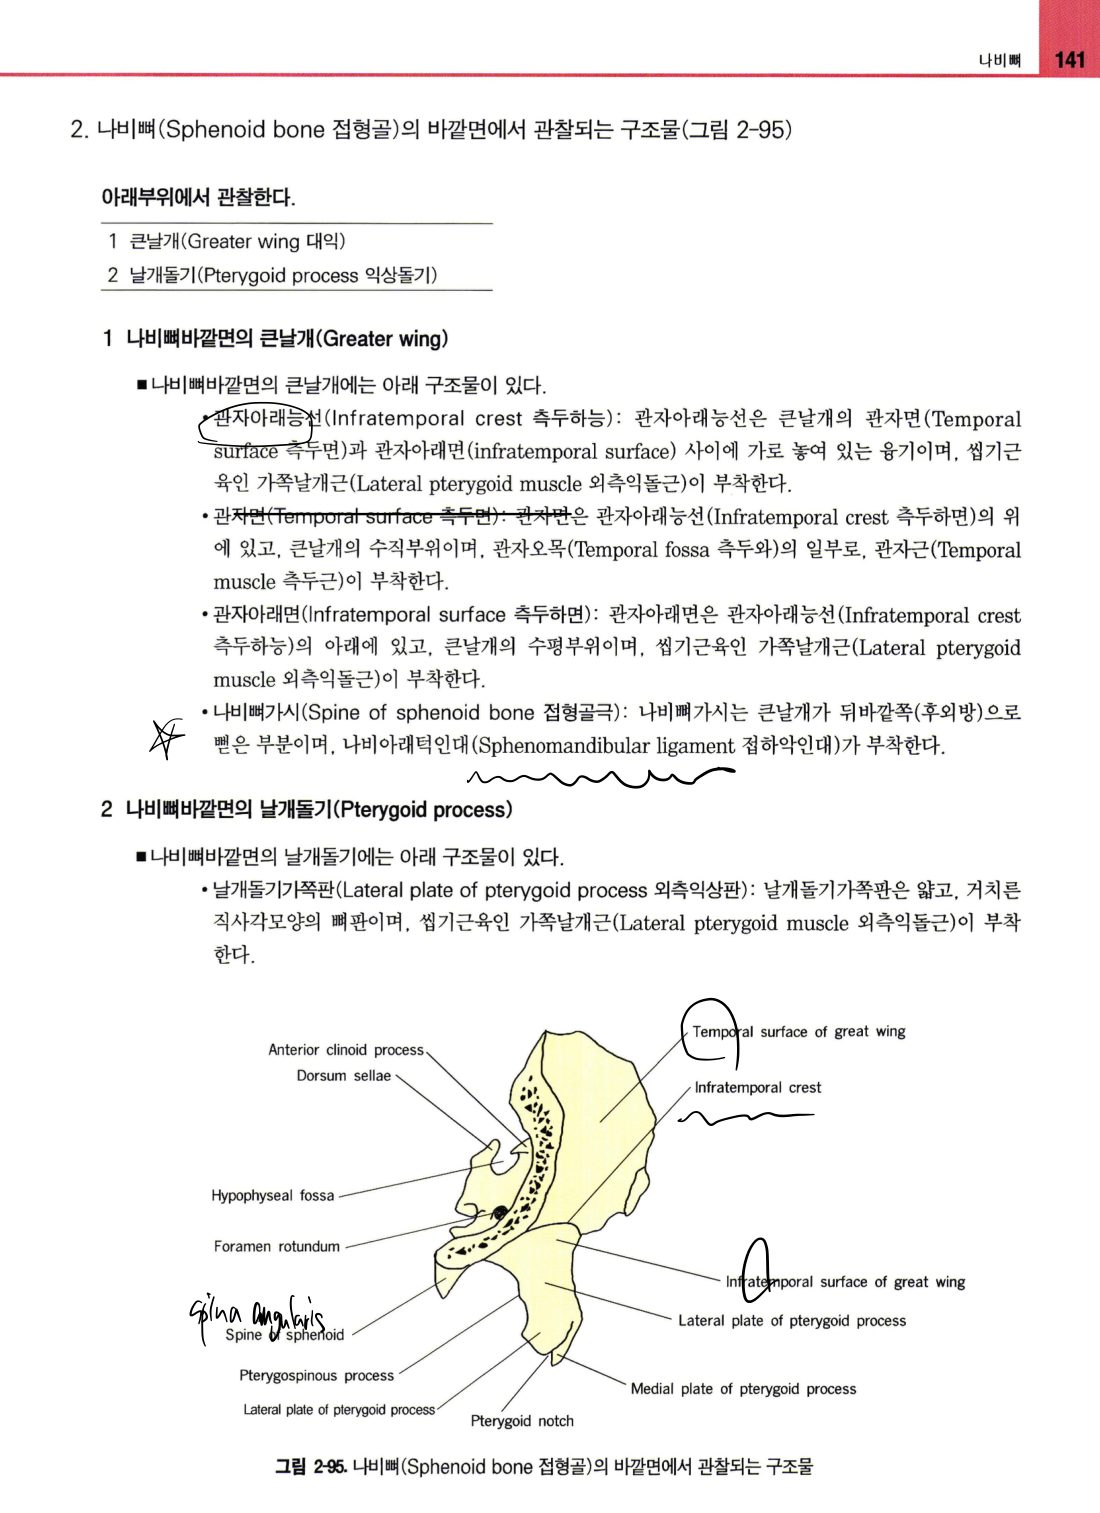 나비뼈 141
2. 나비뼈(Sphenoid bone 접형골)의 바깥면에서 관찰되는 구조물(그림 2-95)
아래부위에서 관찰한다.
1 큰날개(Greater wing 대익)
2 날개돌기(Pterygoid process 익상돌기)
1 나비뼈바깥면의 큰날개(Greater wing)
■ 나비뼈바깥면의 큰날개에는 아래 구조물이 있다.
• 관자아래능선(Infratemporal crest 측두하능): 관자아래능선은 큰날개의 관자면(Temporal
surface 측두면)과 관자아래면(infratemporal surface) 사이에 가로 놓여 있는 융기이며, 씹기근
육인 가쪽날개근(Lateral pterygoid muscle 외측익돌근)이 부착한다.
• 관자면(Temporal surface 측두면): 관자면은 관자아래능선(Infratemporal crest 측두하면)의 위
에 있고, 큰날개의 수직부위이며, 관자오목(Temporal fossa 측두와)의 일부로, 관자근(Temporal
muscle 측두근)이 부착한다.
• 관자아래면(Infratemporal surface 측두하면): 관자아래면은 관자아래능선(Infratemporal crest
측두하능)의 아래에 있고, 큰날개의 수평부위이며, 씹기근육인 가쪽날개근(Lateral pterygoid
muscle 외측익돌근)이 부착한다.
• 나비뼈가시(Spine of sphenoid bone 접형골극): 나비뼈가시는 큰날개가 뒤바깥쪽(후외방)으로
뻗은 부분이며, 나비아래턱인대(Sphenomandibular ligament 접하악인대)가 부착한다.
2 나비뼈바깥면의 날개돌기(Pterygoid process)
■ 나비뼈바깥면의 날개돌기에는 아래 구조물이 있다.
• 날개돌기가쪽판(Lateral plate of pterygoid process 외측익상판): 날개돌기가쪽판은 얇고, 거치른
직사각모양의 뼈판이며, 씹기근육인 가쪽날개근(Lateral pterygoid muscle 외측익돌근)이 부착
한다.
Temporal surface of great wing
Anterior clinoid process
Dorsum sellae
Infratemporal crest
Hypophyseal fossa
Foramen rotundum
Infratemporal surface of great wing
spina angularis
Lateral plate of pterygoid process
Spine of sphenoid
Pterygospinous process
Medial plate of pterygoid process
Lateral plate of pterygoid process
Pterygoid notch
그림 2-95. 나비뼈(Sphenoid bone 접형골)의 바깥면에서 관찰되는 구조물